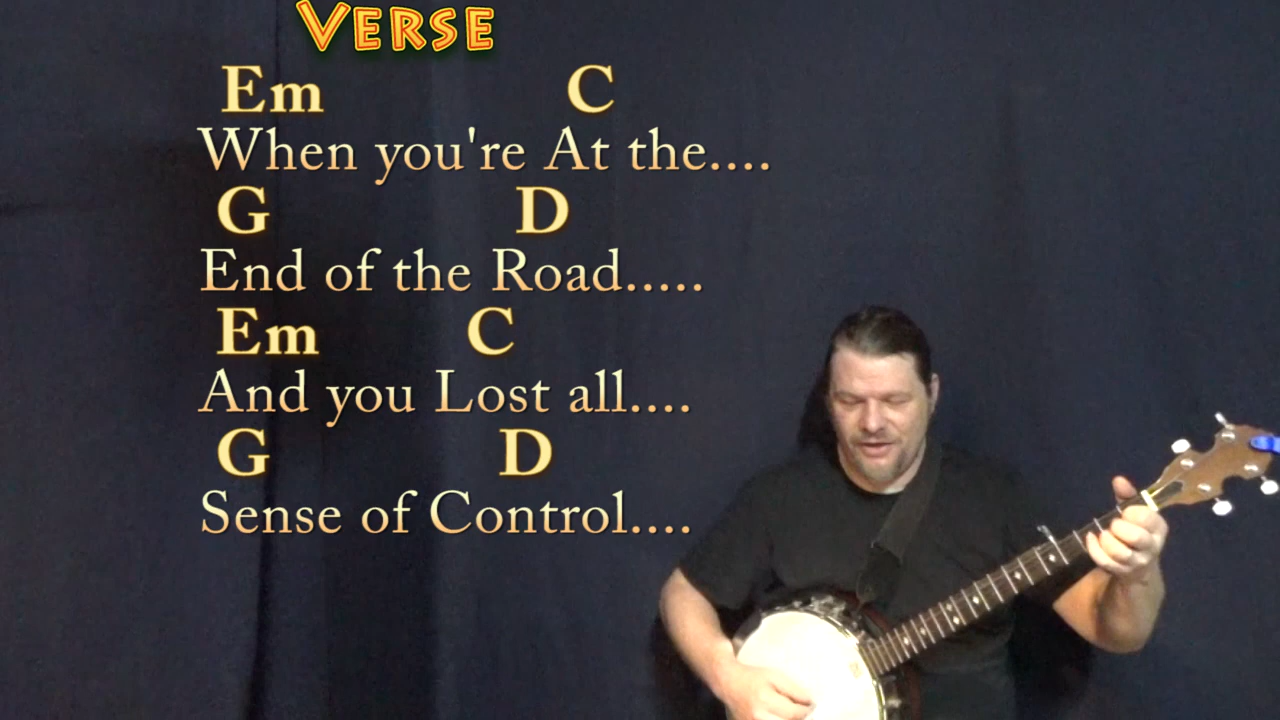 VERSE
Em C
When you're At the....
G D
End of the Road.....
Em C
And you Lost all....
G D
Sense of Control....